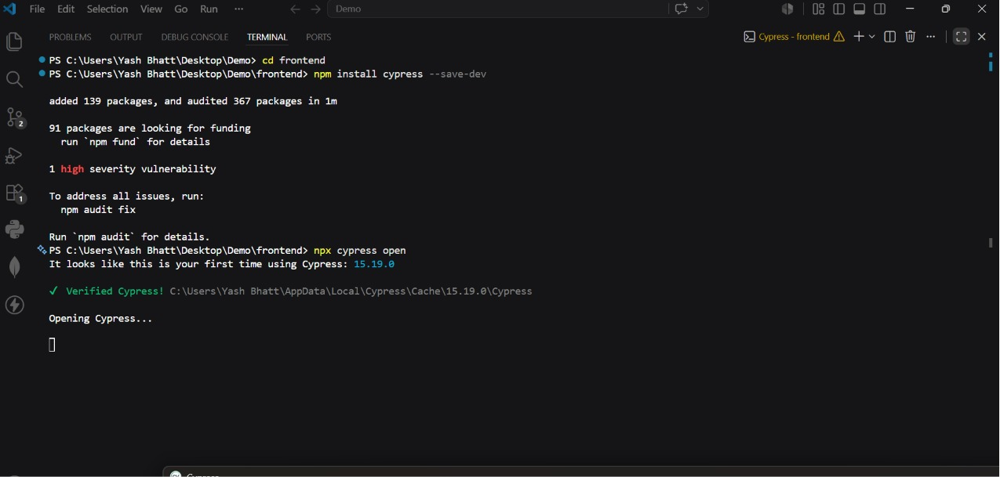 File Edit Selection View Go Run ··· Demo
PROBLEMS OUTPUT DEBUG CONSOLE TERMINAL PORTS Cypress - frontend
PS C:\Users\Yash Bhatt\Desktop\Demo> cd frontend
PS C:\Users\Yash Bhatt\Desktop\Demo\frontend> npm install cypress --save-dev
added 139 packages, and audited 367 packages in 1m
91 packages are looking for funding
run `npm fund` for details
1 high severity vulnerability
To address all issues, run:
npm audit fix
Run `npm audit` for details.
PS C:\Users\Yash Bhatt\Desktop\Demo\frontend> npx cypress open
It looks like this is your first time using Cypress: 15.19.0
✓ Verified Cypress! C:\Users\Yash Bhatt\AppData\Local\Cypress\Cache\15.19.0\Cypress
Opening Cypress...
2
1
Cypress